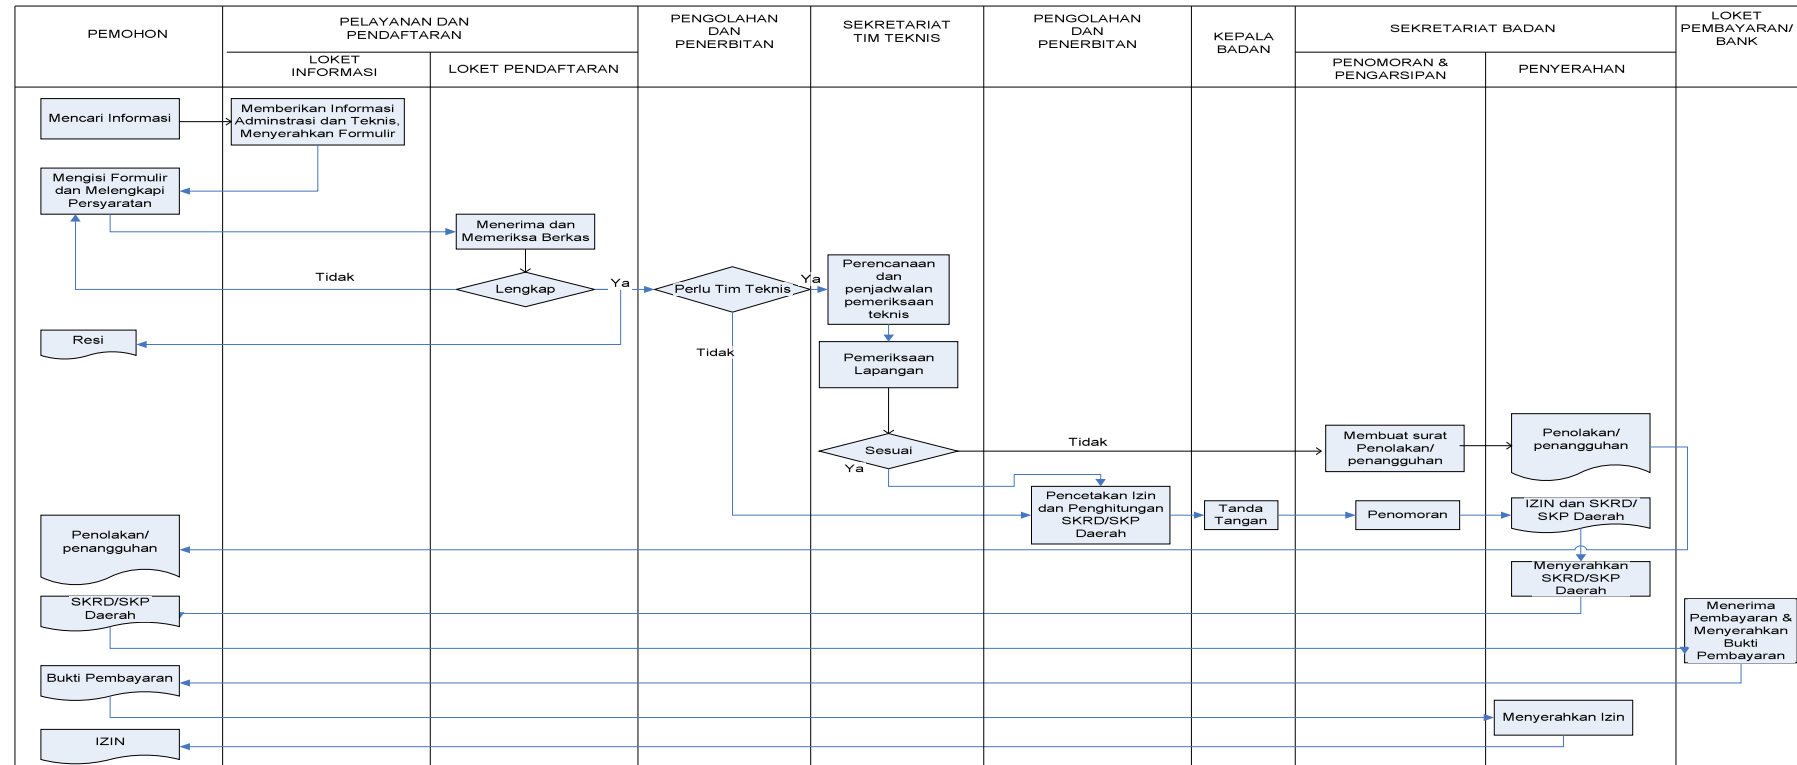 PEMOHON
PELAYANAN DAN
PENDAFTARAN
LOKET
INFORMASI
LOKET PENDAFTARAN
PENGOLAHAN
DAN
PENERBITAN
SEKRETARIAT
TIM TEKNIS
PENGOLAHAN
DAN
PENERBITAN
KEPALA
BADAN
SEKRETARIAT BADAN
PENOMORAN &
PENGARSIPAN
PENYERAHAN
LOKET
PEMBAYARAN/
BANK
Mencari Informasi
Memberikan Informasi
Adminstrasi dan Teknis,
Menyerahkan Formulir
Mengisi Formulir
dan Melengkapi
Persyaratan
Menerima dan
Memeriksa Berkas
Tidak
Lengkap
Ya
Perlu Tim Teknis
Ya
Perencanaan
dan
penjadwalan
pemeriksaan
teknis
Resi
Tidak
Pemeriksaan
Lapangan
Sesuai
Tidak
Ya
Membuat surat
Penolakan/
penangguhan
Penolakan/
penangguhan
Pencetakan Izin
dan Penghitungan
SKRD/SKP
Daerah
Tanda
Tangan
Penomoran
IZIN dan SKRD/
SKP Daerah
Penolakan/
penangguhan
Menyerahkan
SKRD/SKP
Daerah
SKRD/SKP
Daerah
Menerima
Pembayaran &
Menyerahkan
Bukti
Pembayaran
Bukti Pembayaran
Menyerahkan Izin
IZIN